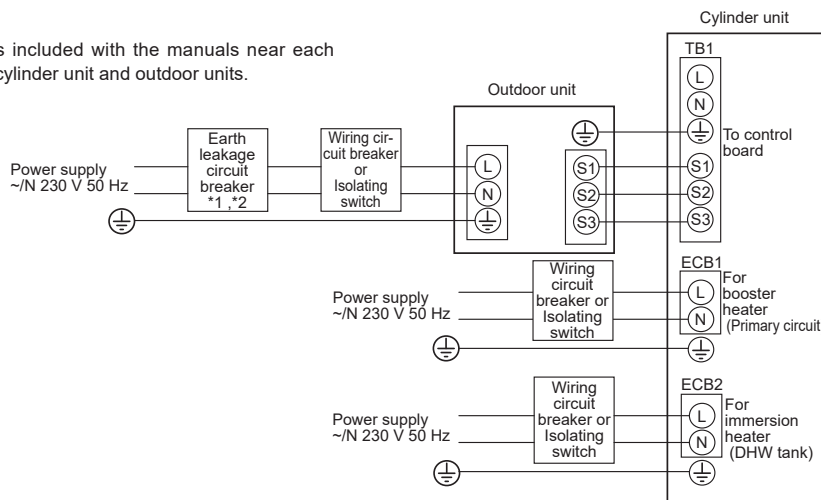 s included with the manuals near each
cylinder unit and outdoor units.
Cylinder unit
TB1
L
N
To control
board
S1
S2
S3
Outdoor unit
L
N
S1
S2
S3
Earth
leakage
circuit
breaker
*1 ,*2
Wiring cir-
cuit breaker
or
Isolating
switch
Power supply
~/N 230 V 50 Hz
ECB1
L
N
For
booster
heater
(Primary circuit
Wiring
circuit
breaker or
Isolating
switch
Power supply
~/N 230 V 50 Hz
ECB2
L
N
For
immersion
heater
(DHW tank)
Wiring
circuit
breaker or
Isolating
switch
Power supply
~/N 230 V 50 Hz